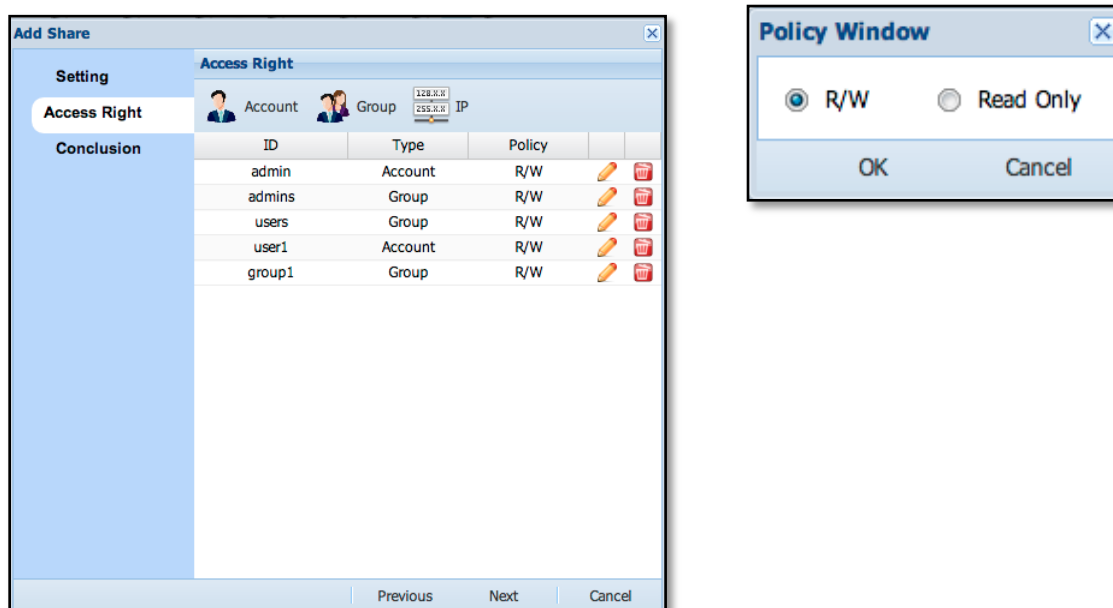 Add Share
Setting
Access Right
Conclusion
Access Right
Account Group 128.X.X 255.X.X IP
ID Type Policy
admin Account R/W
admins Group R/W
users Group R/W
user1 Account R/W
group1 Group R/W
Previous Next Cancel
Policy Window
R/W Read Only
OK Cancel